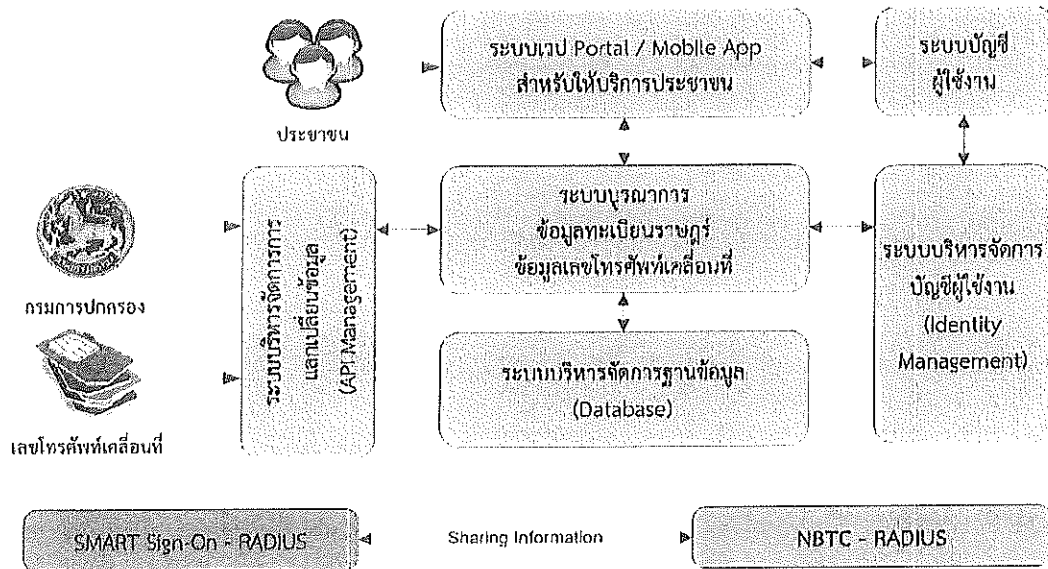 ระบบเวป Portal / Mobile App
สำหรับให้บริการประชาชน
ระบบบัญชี
ผู้ใช้งาน
ประชาชน
ระบบบริหารจัดการการ
แลกเปลี่ยนข้อมูล
(API Management)
ระบบบูรณาการ
ข้อมูลทะเบียนราษฎร์
ข้อมูลเลขโทรศัพท์เคลื่อนที่
ระบบบริหารจัดการ
บัญชีผู้ใช้งาน
(Identity
Management)
กรมการปกครอง
ระบบบริหารจัดการฐานข้อมูล
(Database)
เลขโทรศัพท์เคลื่อนที่
SMART Sign-On - RADIUS
Sharing Information
NBTC - RADIUS